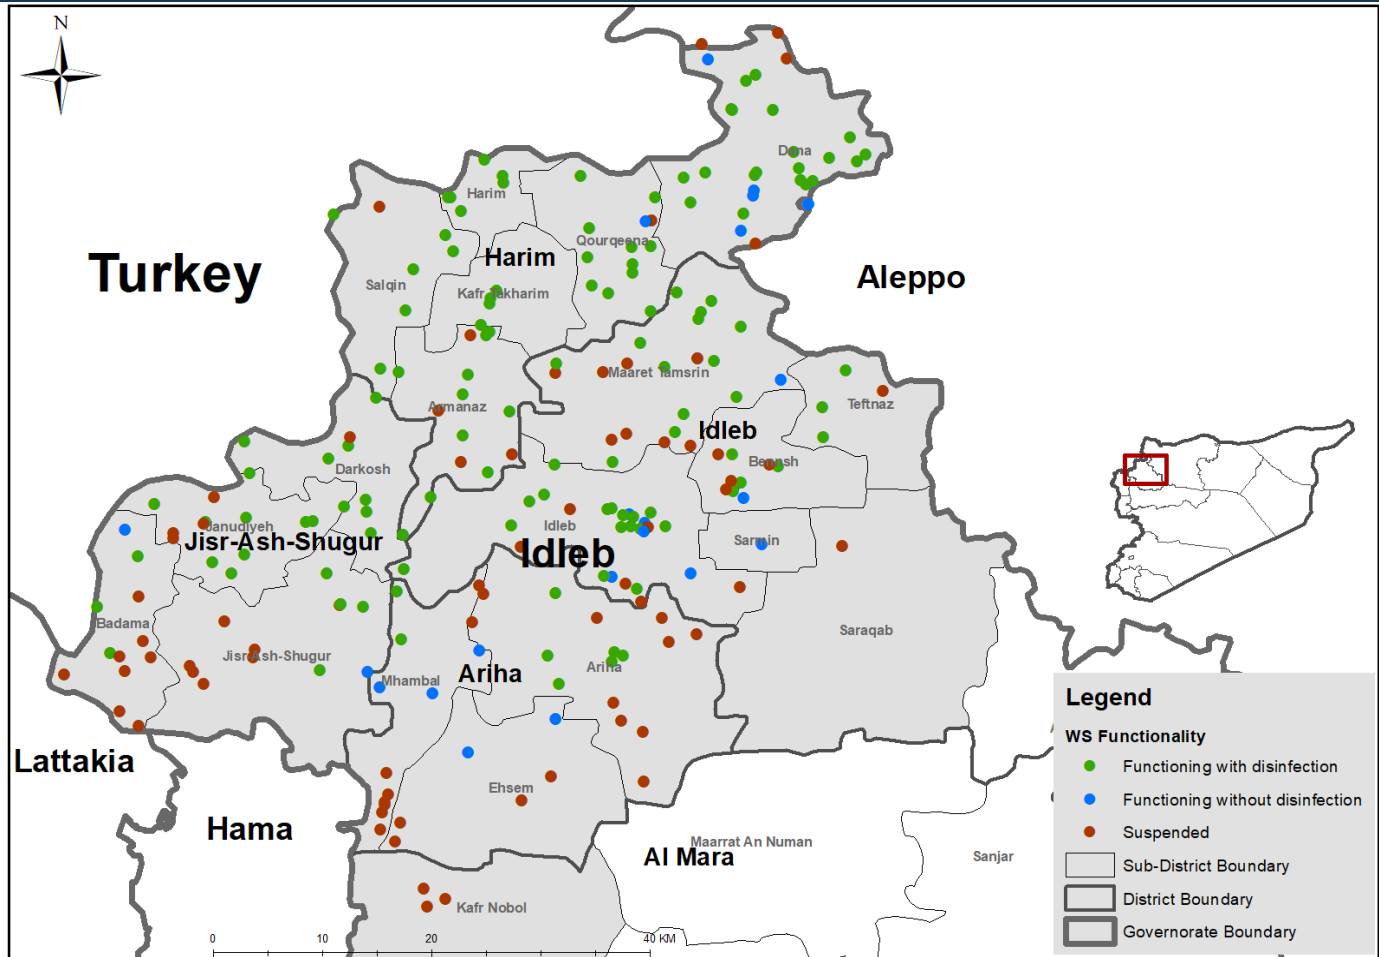 N
Dana
Harim
Qourqeena
Harim
Turkey
Aleppo
Salqin
Kafr Takharim
Maaret Tamsrin
Armanaz
Teftnaz
Idleb
Darkosh
Bennsh
Janudiyeh
Idleb
Jisr-Ash-Shugur
Sarmin
Idleb
Badama
Saraqab
Jisr-Ash-Shugur
Ariha
Ariha
Mhambal
Lattakia
Ehsem
Hama
Maarrat An Numan
Al Mara
Sanjar
Kafr Nobol
0 10 20 40 KM
Legend
WS Functionality
Functioning with disinfection
Functioning without disinfection
Suspended
Sub-District Boundary
District Boundary
Governorate Boundary